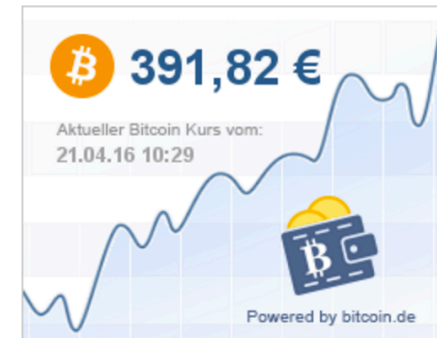 391,82 €
Aktueller Bitcoin Kurs vom:
21.04.16 10:29
Powered by bitcoin.de